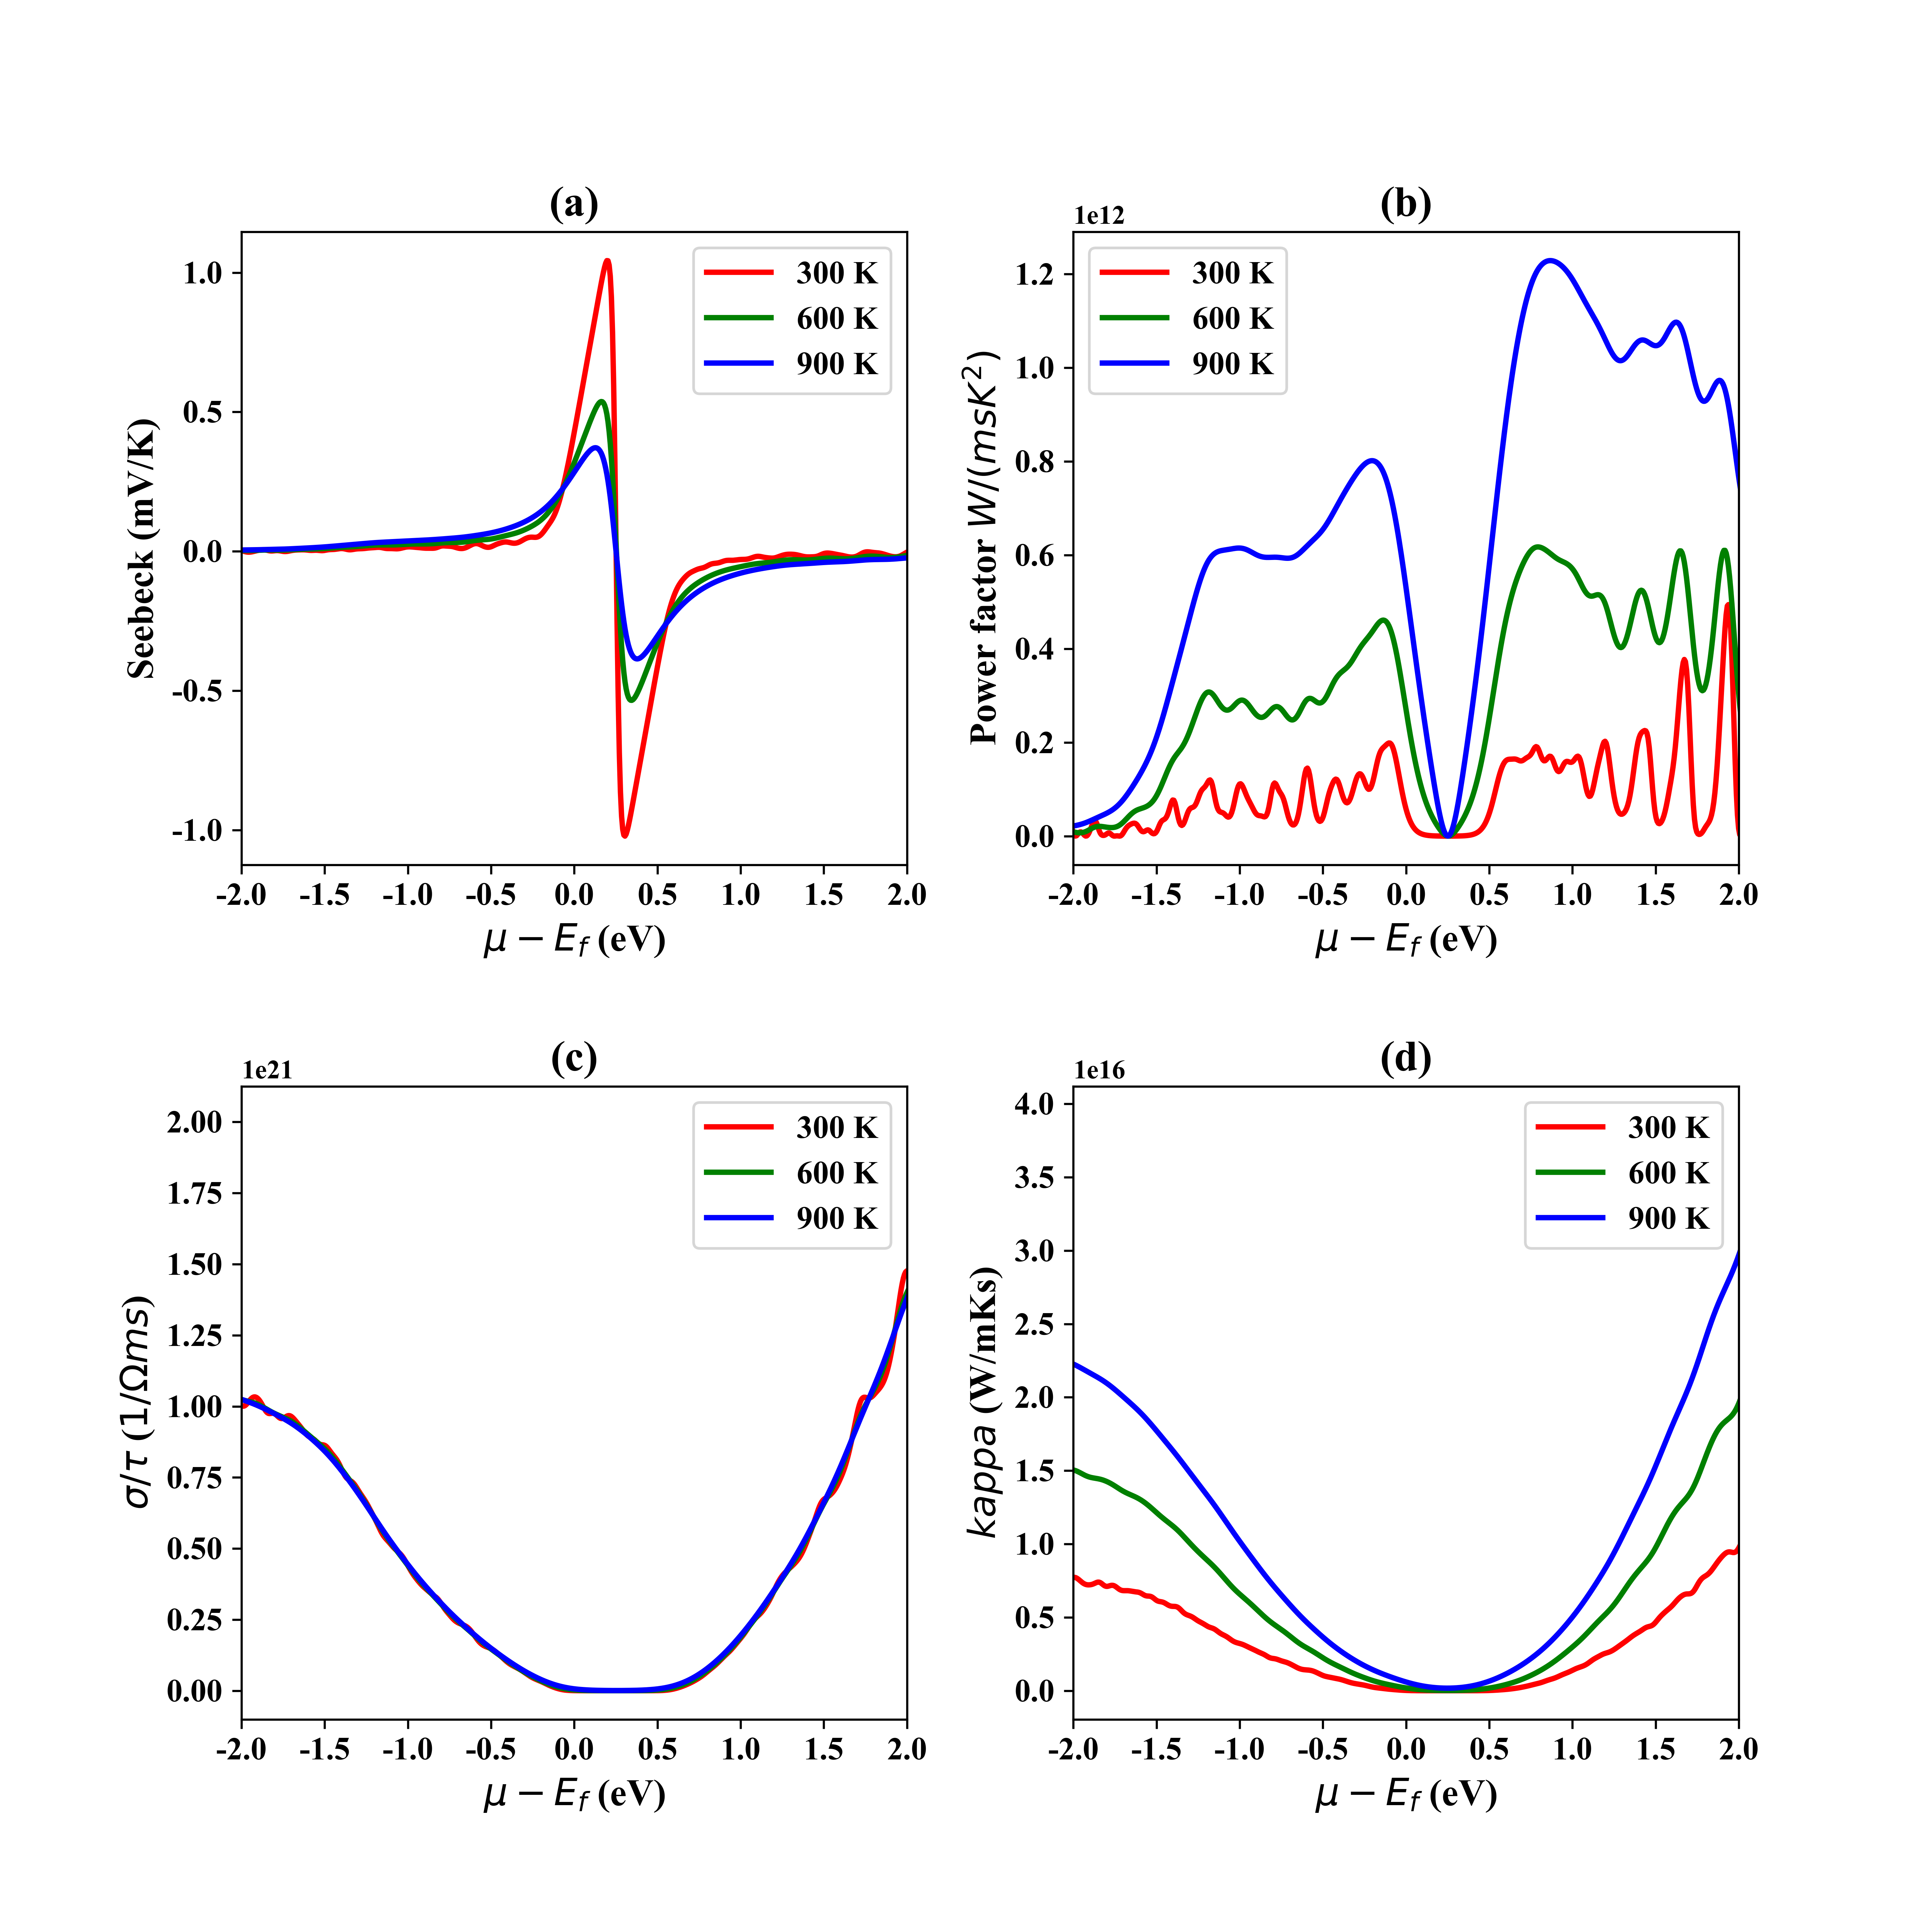 (a)
1.0
0.5
0.0
-0.5
-1.0
Seebeck (mV/K)
300 K
600 K
900 K
-2.0 -1.5 -1.0 -0.5 0.0 0.5 1.0 1.5 2.0
μ − E_f (eV)
(b)
1e12
1.2
1.0
0.8
0.6
0.4
0.2
0.0
Power factor W/(msK²)
300 K
600 K
900 K
-2.0 -1.5 -1.0 -0.5 0.0 0.5 1.0 1.5 2.0
μ − E_f (eV)
(c)
1e21
2.00
1.75
1.50
1.25
1.00
0.75
0.50
0.25
0.00
σ/τ (1/Ωms)
300 K
600 K
900 K
-2.0 -1.5 -1.0 -0.5 0.0 0.5 1.0 1.5 2.0
μ − E_f (eV)
(d)
1e16
4.0
3.5
3.0
2.5
2.0
1.5
1.0
0.5
0.0
kappa (W/mKs)
300 K
600 K
900 K
-2.0 -1.5 -1.0 -0.5 0.0 0.5 1.0 1.5 2.0
μ − E_f (eV)